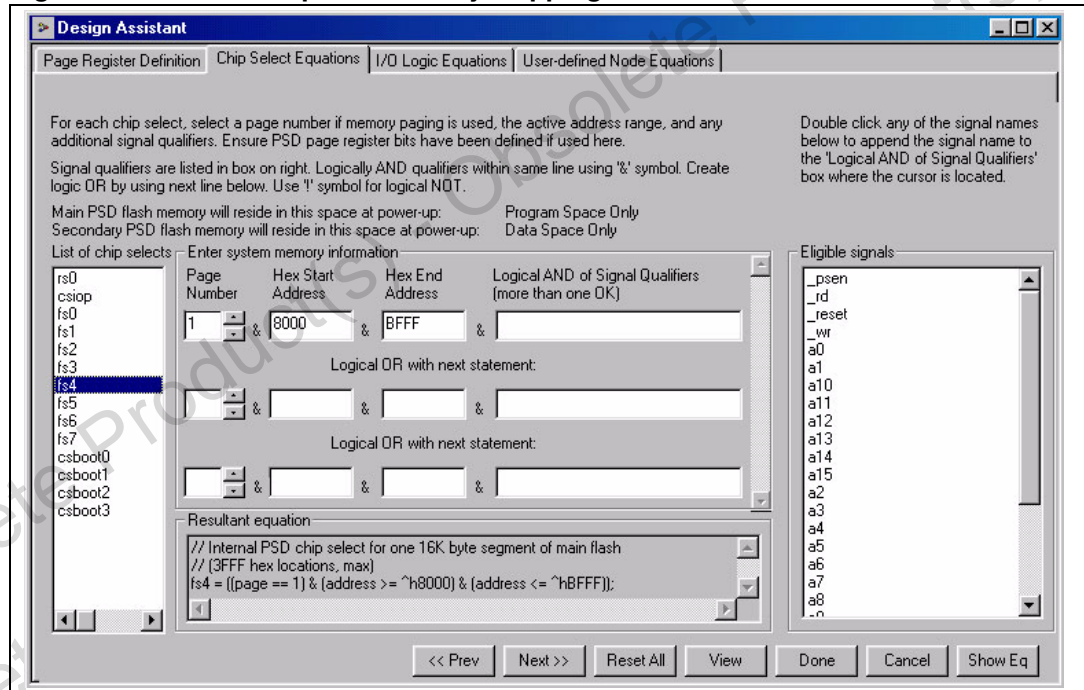 Design Assistant
Page Register Definition Chip Select Equations I/O Logic Equations User-defined Node Equations
For each chip select, select a page number if memory paging is used, the active address range, and any
additional signal qualifiers. Ensure PSD page register bits have been defined if used here.
Signal qualifiers are listed in box on right. Logically AND qualifiers within same line using '&' symbol. Create
logic OR by using next line below. Use '!' symbol for logical NOT.
Main PSD flash memory will reside in this space at power-up: Program Space Only
Secondary PSD flash memory will reside in this space at power-up: Data Space Only
Double click any of the signal names
below to append the signal name to
the 'Logical AND of Signal Qualifiers'
box where the cursor is located.
List of chip selects
rs0
csiop
fs0
fs1
fs2
fs3
fs4
fs5
fs6
fs7
csboot0
csboot1
csboot2
csboot3
Enter system memory information
Page Number Hex Start Address Hex End Address Logical AND of Signal Qualifiers (more than one OK)
1 & 8000 & BFFF &
Logical OR with next statement:
& & &
Logical OR with next statement:
& & &
Resultant equation
// Internal PSD chip select for one 16K byte segment of main flash
// (3FFF hex locations, max)
fs4 = ((page == 1) & (address >= ^h8000) & (address <= ^hBFFF));
Eligible signals
_psen
_rd
_reset
_wr
a0
a1
a10
a11
a12
a13
a14
a15
a2
a3
a4
a5
a6
a7
a8
<< Prev Next >> Reset All View Done Cancel Show Eq
Obsolete Product(s) - Obsolete